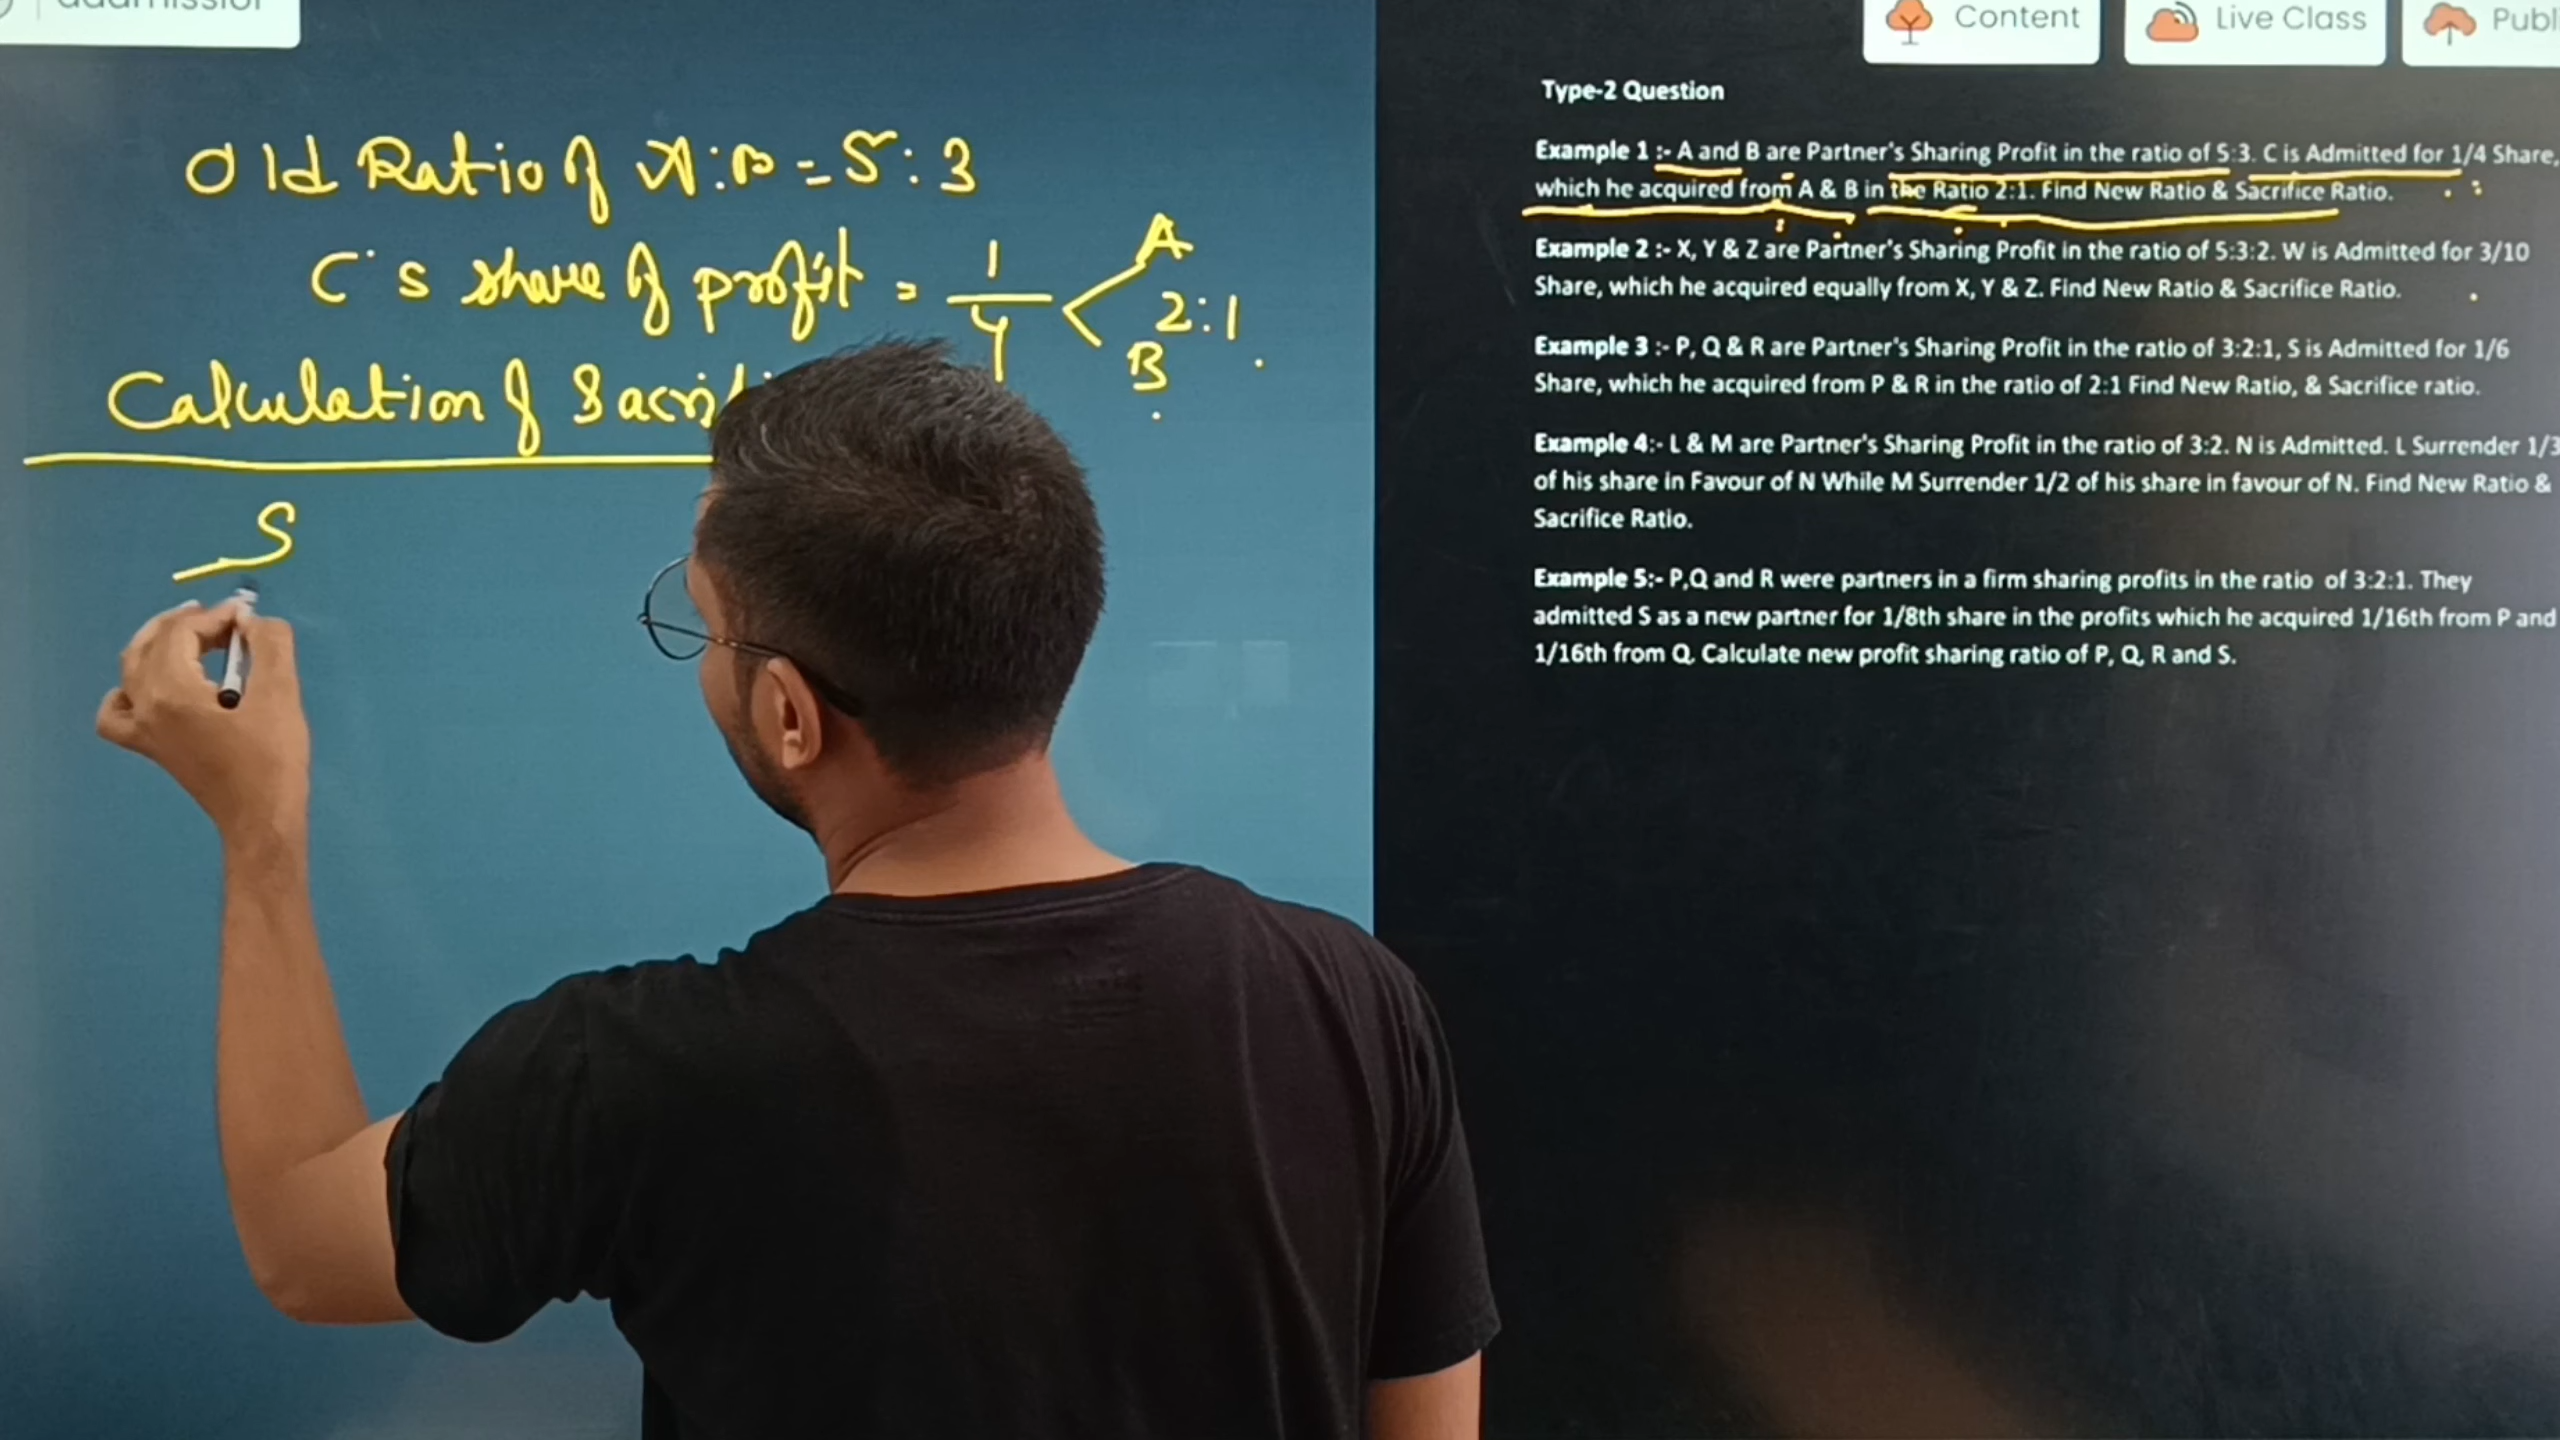 Content
Live Class
Old Ratio of A:B = 5:3
C's share of profit = 1/4 < A 2:1 B
Calculation of
S
Type-2 Question
Example 1 :- A and B are Partner's Sharing Profit in the ratio of 5:3. C is Admitted for 1/4 Share,
which he acquired from A & B in the Ratio 2:1. Find New Ratio & Sacrifice Ratio.
Example 2 :- X, Y & Z are Partner's Sharing Profit in the ratio of 5:3:2. W is Admitted for 3/10
Share, which he acquired equally from X, Y & Z. Find New Ratio & Sacrifice Ratio.
Example 3 :- P, Q & R are Partner's Sharing Profit in the ratio of 3:2:1, S is Admitted for 1/6
Share, which he acquired from P & R in the ratio of 2:1 Find New Ratio, & Sacrifice ratio.
Example 4:- L & M are Partner's Sharing Profit in the ratio of 3:2. N is Admitted. L Surrender 1/3
of his share in Favour of N While M Surrender 1/2 of his share in favour of N. Find New Ratio &
Sacrifice Ratio.
Example 5:- P,Q and R were partners in a firm sharing profits in the ratio of 3:2:1. They
admitted S as a new partner for 1/8th share in the profits which he acquired 1/16th from P and
1/16th from Q. Calculate new profit sharing ratio of P, Q, R and S.